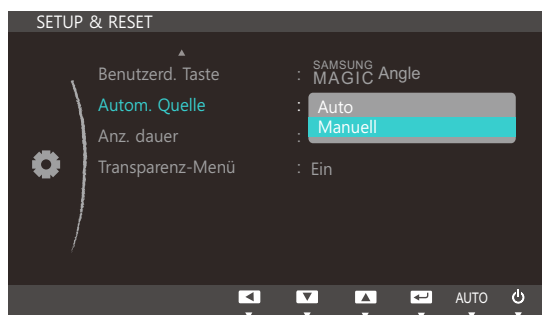 SETUP & RESET
Benutzerd. Taste : SAMSUNG MAGIC Angle
Autom. Quelle : Auto
Manuell
Anz. dauer :
Transparenz-Menü : Ein
AUTO